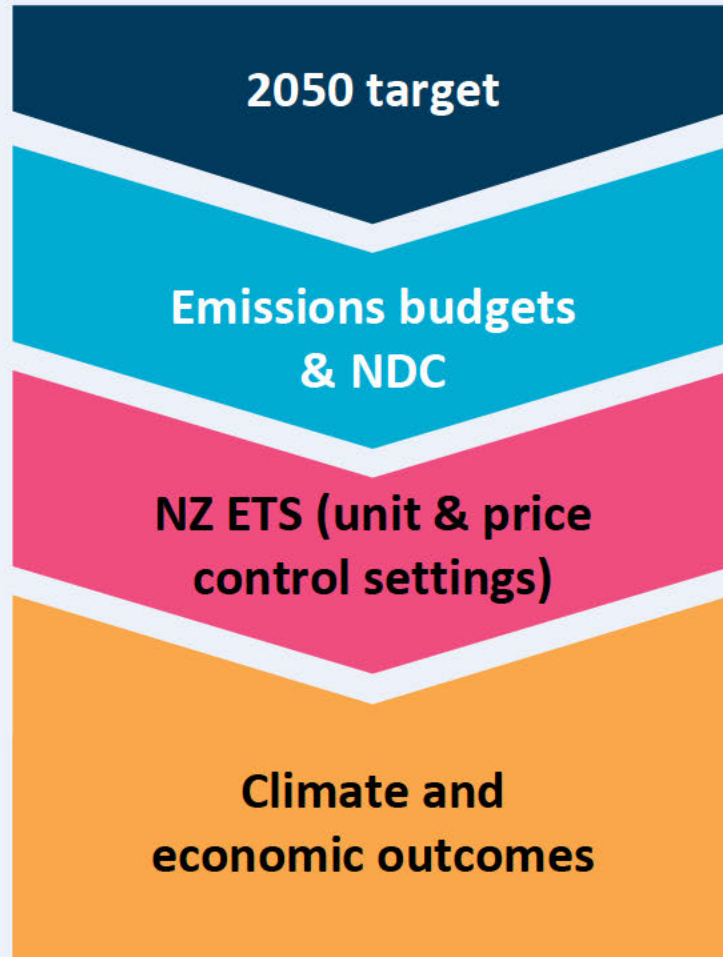 2050 target
Emissions budgets
& NDC
NZ ETS (unit & price
control settings)
Climate and
economic outcomes